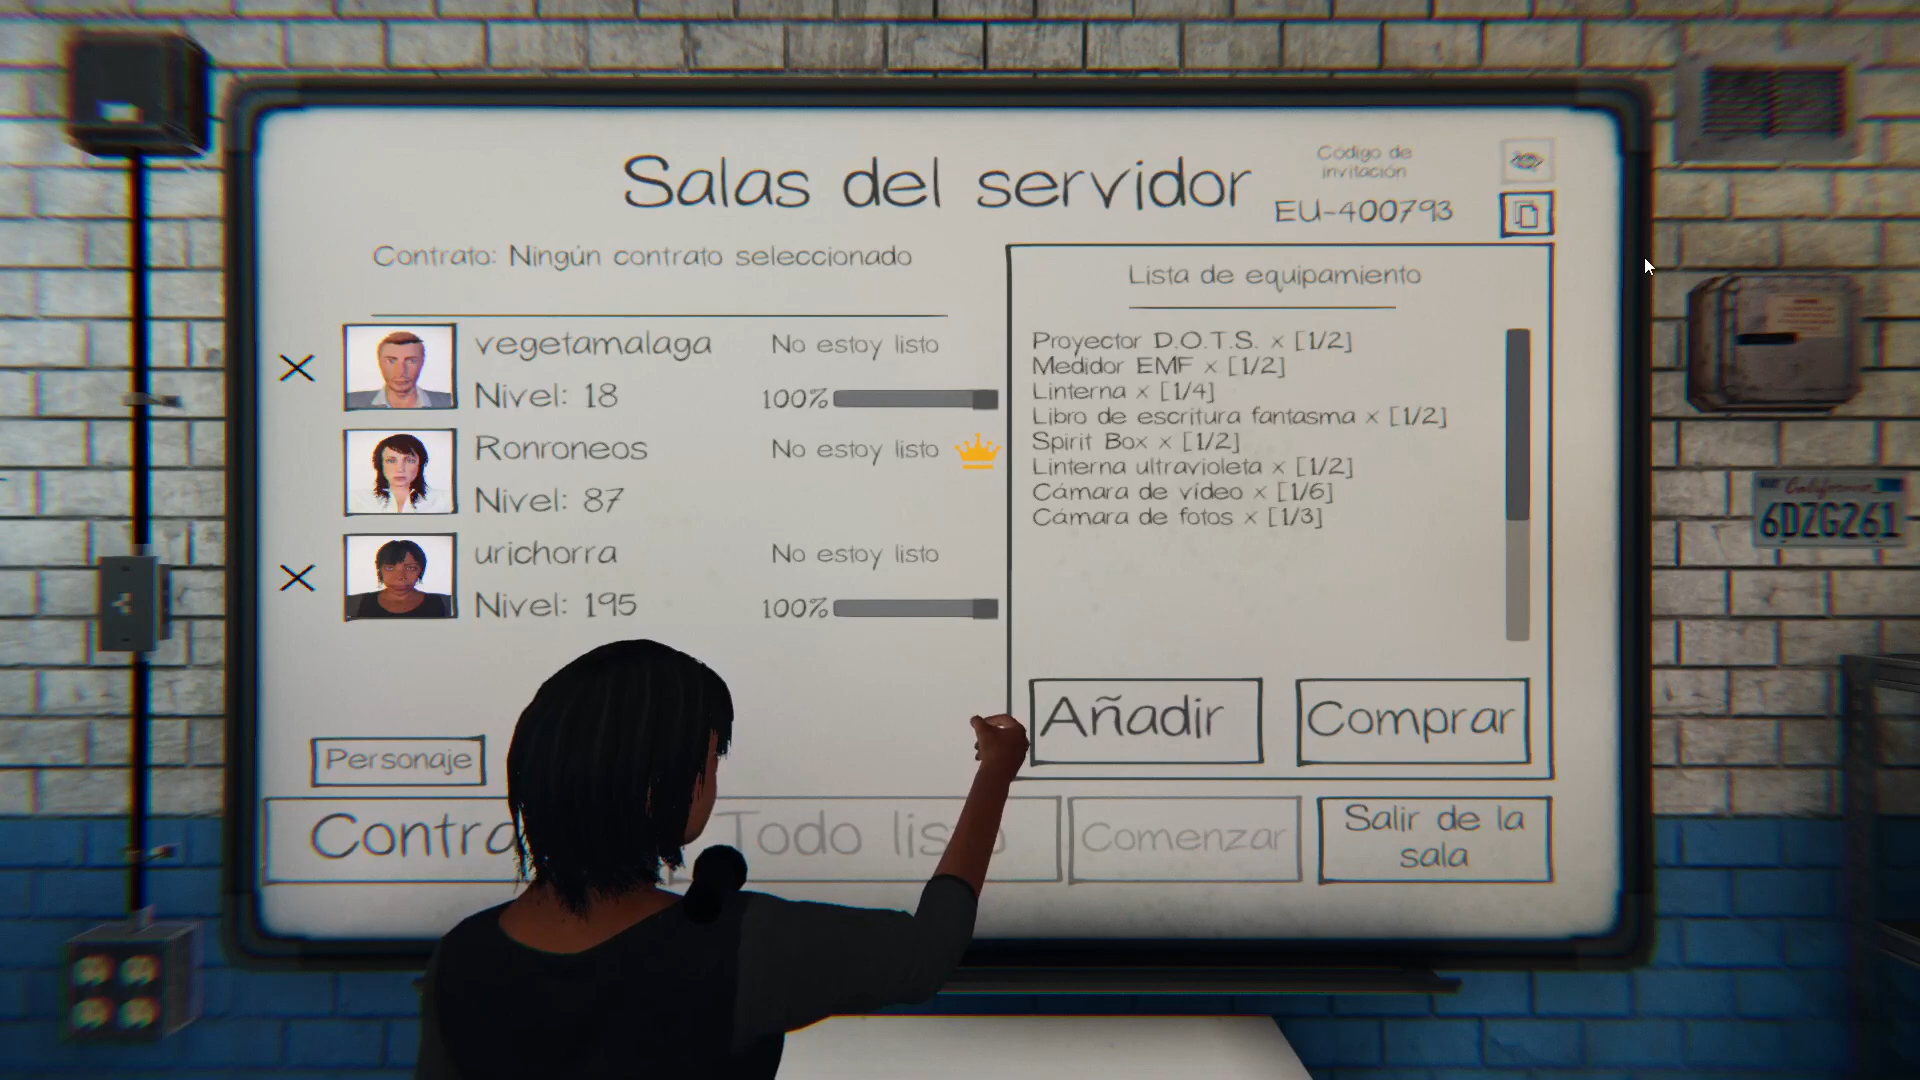 Salas del servidor
Código de
invitación
EU-400793
Contrato: Ningún contrato seleccionado
vegetamalaga
No estoy listo
Nivel: 18
100%
Ronroneos
No estoy listo
Nivel: 87
urichorra
No estoy listo
Nivel: 195
100%
Lista de equipamiento
Proyector D.O.T.S. x [1/2]
Medidor EMF x [1/2]
Linterna x [1/4]
Libro de escritura fantasma x [1/2]
Spirit Box x [1/2]
Linterna ultravioleta x [1/2]
Cámara de vídeo x [1/6]
Cámara de fotos x [1/3]
Añadir
Comprar
Personaje
Contra
Todo lis o
Comenzar
Salir de la
sala
California
6DZG261